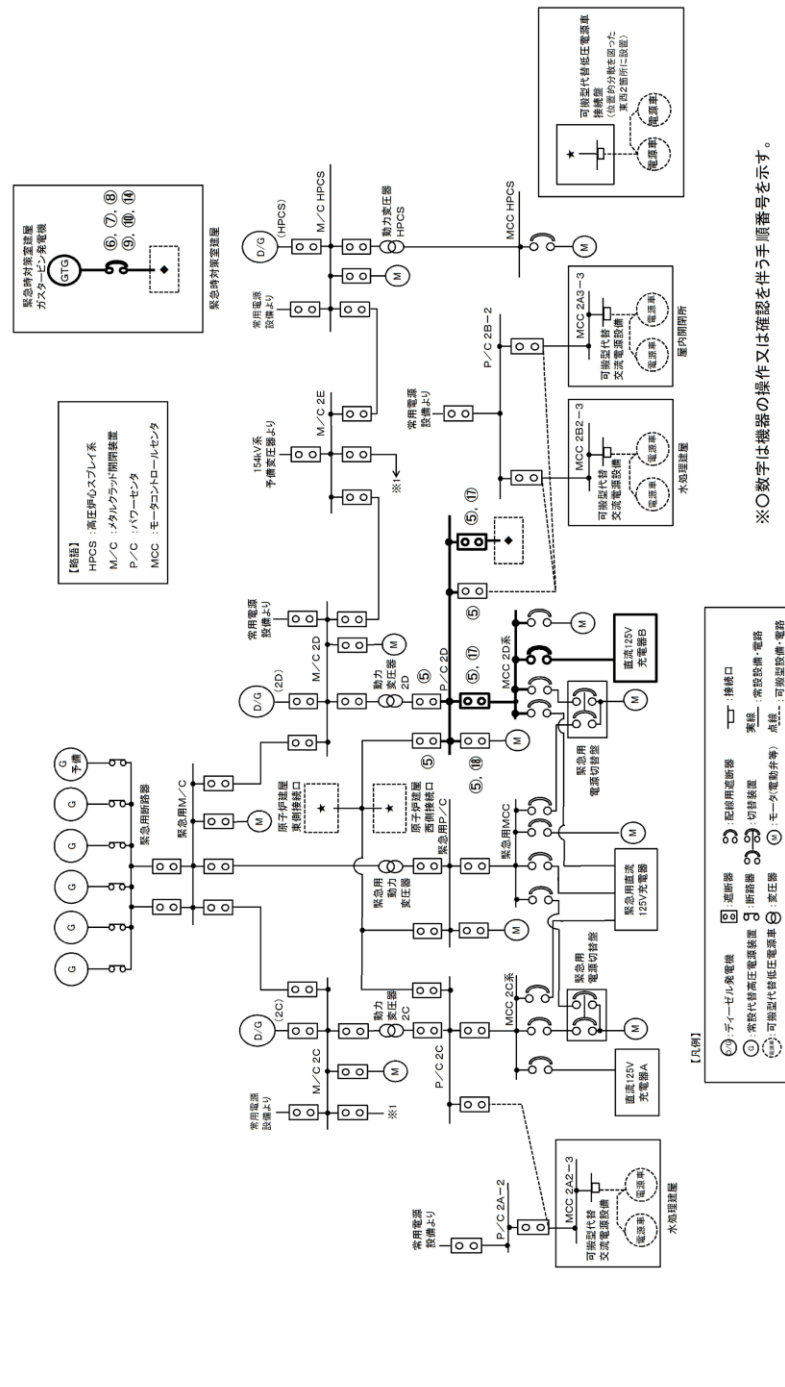 緊急時対策室建屋
ガスタービン発電機
GTG
⑥, ⑦, ⑧
⑨, ⑩, ⑭
緊急時対策室建屋
【略語】
HPCS :高圧炉心スプレイ系
M/C :メタルクラッド開閉装置
P/C :パワーセンタ
MCC :モータコントロールセンタ
可搬型代替低圧電源車
接続盤
(位置的分散を図った
東西2箇所に設置)
電源車
電源車
G
G
G
G
G
G
予備
緊急用断路器
緊急用M/C
M
常用電源
設備より
D/G
(2C)
M/C 2C
※1
M
動力
変圧器
2C
P/C 2C
原子炉建屋
東側接続口
原子炉建屋
西側接続口
緊急用
動力
変圧器
緊急用P/C
M
D/G
(2D)
常用電源
設備より
M/C 2D
M
動力
変圧器
2D
⑤
P/C 2D
⑤
⑤, ⑱
M
⑤, ⑰
⑤
⑤, ⑰
154kV系
予備変圧器より
M/C 2E
※1
常用電源
設備より
D/G
(HPCS)
M/C HPCS
M
動力変圧器
HPCS
MCC HPCS
M
常用電源
設備より
P/C 2A-2
MCC 2A2-3
可搬型代替
交流電源設備
電源車
電源車
水処理建屋
MCC 2C系
直流125V
充電器A
緊急用
電源切替盤
M
緊急用MCC
M
緊急用直流
125V充電器
緊急用
電源切替盤
M
MCC 2D系
直流125V
充電器B
M
常用電源
設備より
P/C 2B-2
MCC 2B2-3
可搬型代替
交流電源設備
電源車
電源車
水処理建屋
MCC 2A3-3
可搬型代替
交流電源設備
電源車
電源車
屋内開閉所
【凡例】
D/G :ディーゼル発電機
G :常設代替高圧電源装置
電源車 :可搬型代替低圧電源車
:遮断器
:断路器
:変圧器
:配線用遮断器
:切替装置
M :モータ(電動弁等)
:接続口
実線 :常設設備・電路
点線 :可搬型設備・電路
※○数字は機器の操作又は確認を伴う手順番号を示す。